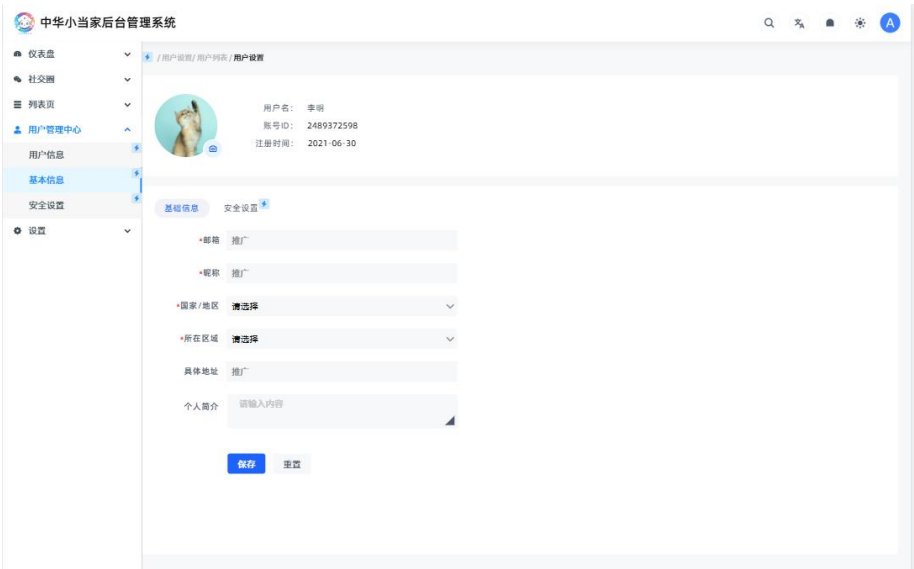 中华小当家后台管理系统
A
仪表盘
社交圈
列表页
用户管理中心
用户信息
基本信息
安全设置
设置
/ 用户设置/ 用户列表 / 用户设置
用户名： 李明
账号ID： 2489372598
注册时间： 2021-06-30
基础信息 安全设置
*邮箱 推广
*昵称 推广
*国家/地区 请选择
*所在区域 请选择
具体地址 推广
个人简介 请输入内容
保存 重置